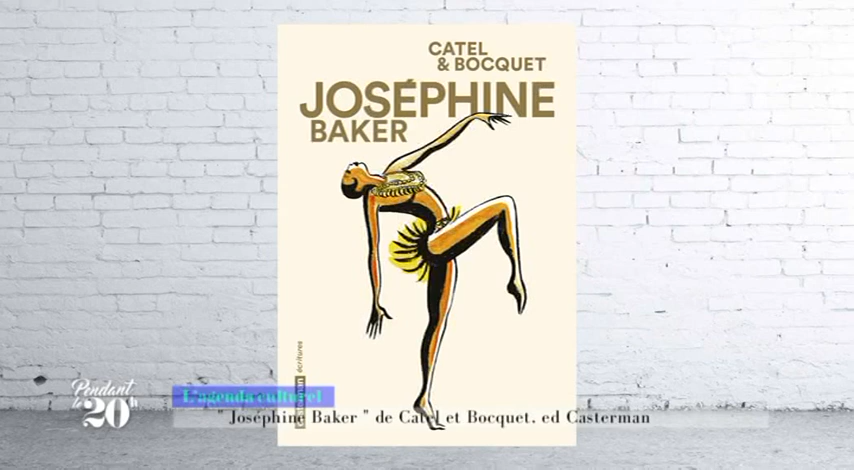 CATEL
& BOCQUET
JOSÉPHINE
BAKER
écritures
Pendant
le 20h
L'agenda culturel
" Joséphine Baker " de Catel et Bocquet, ed Casterman